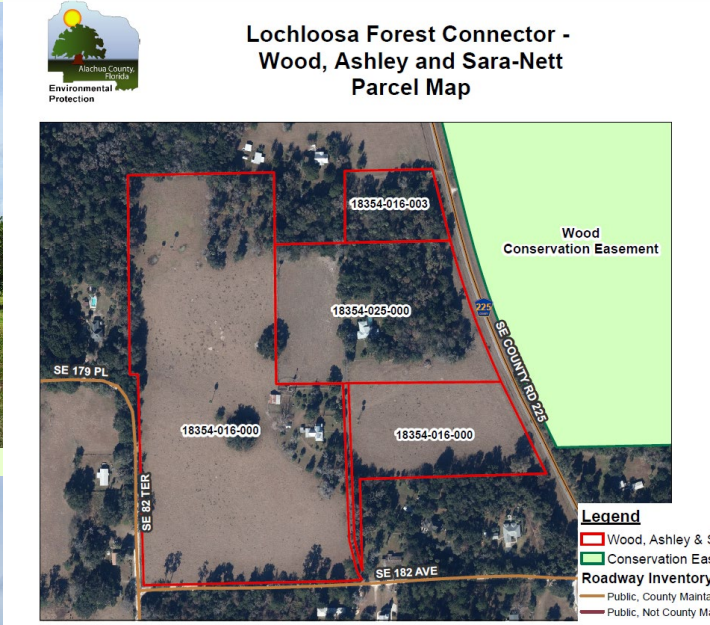 Lochloosa Forest Connector -
Wood, Ashley and Sara-Nett
Parcel Map
Alachua County,
Florida
Environmental
Protection
18354-016-003
Wood
Conservation Easement
18354-025-000
225
SE COUNTY RD 225
SE 179 PL
18354-016-000
18354-016-000
SE 82 TER
SE 182 AVE
Legend
Wood, Ashley & S
Conservation Eas
Roadway Inventory
Public, County Mainta
Public, Not County Ma